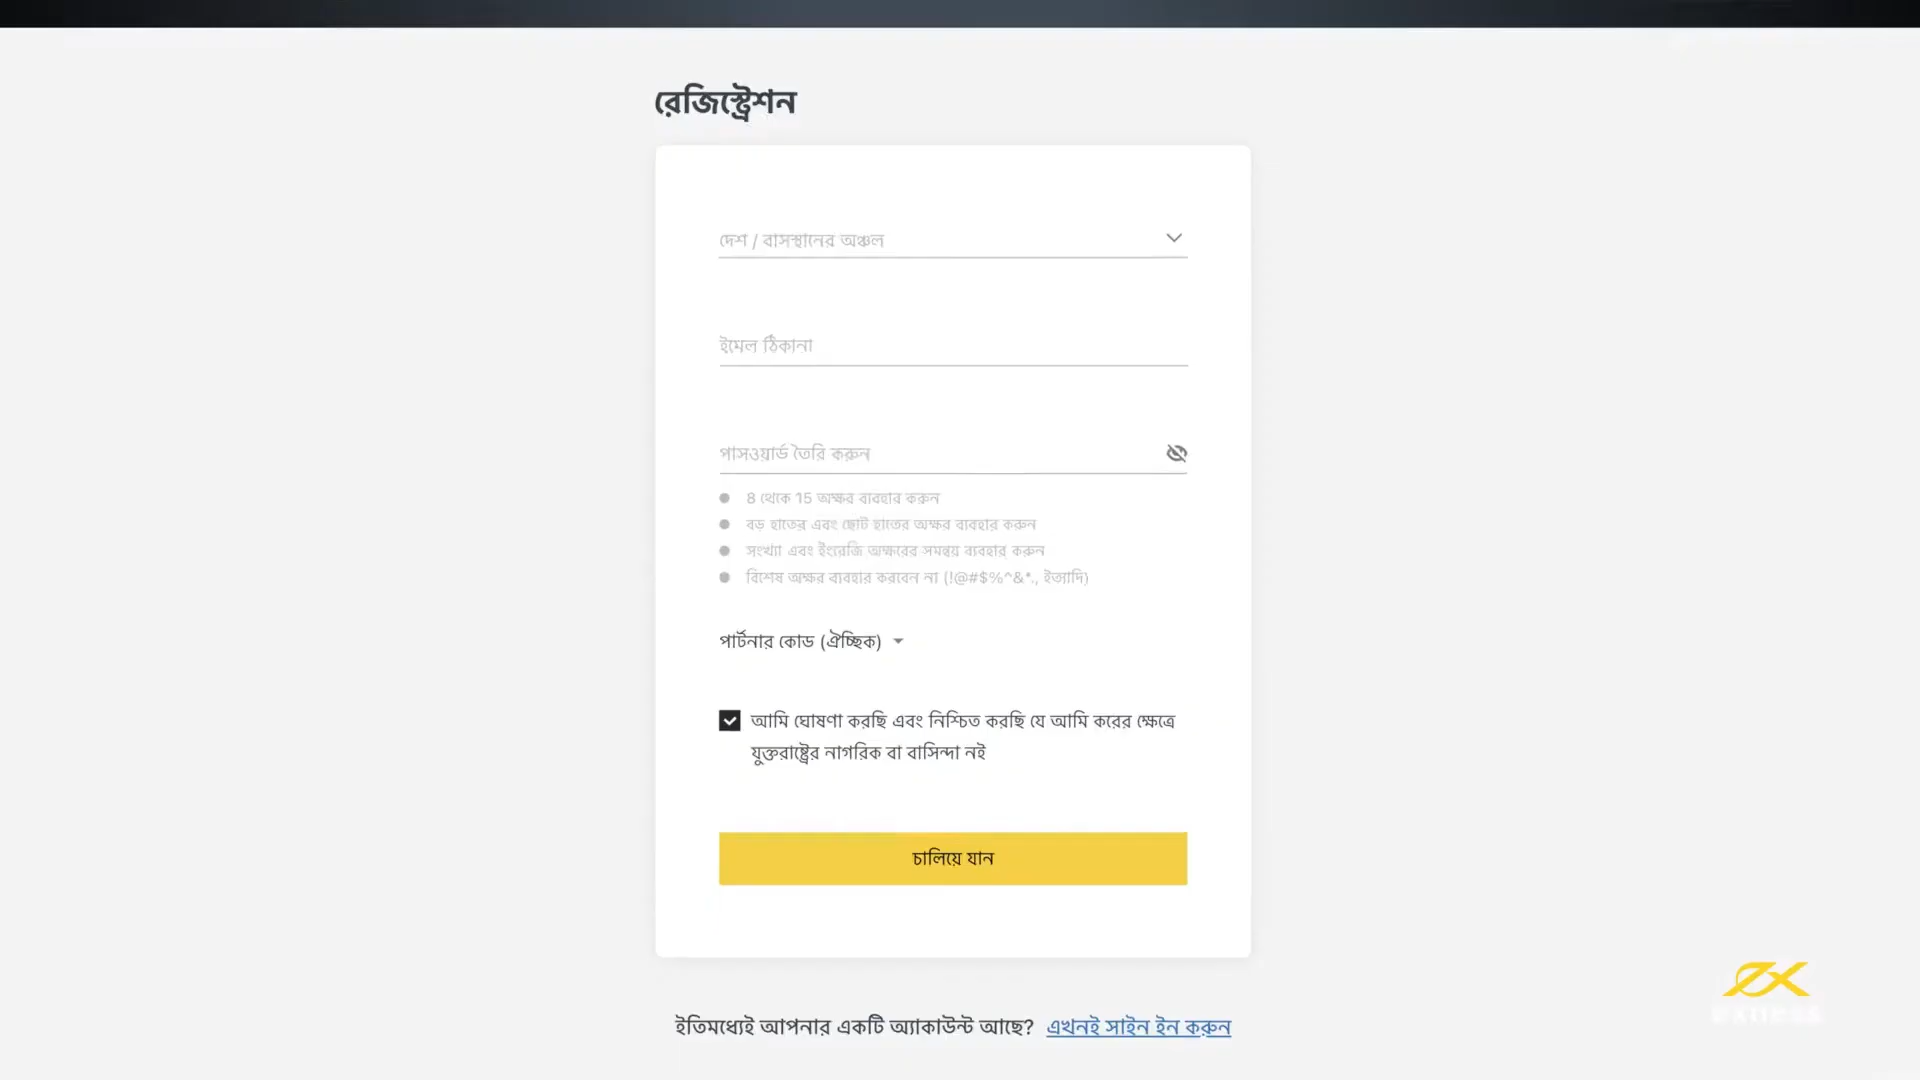 রেজিস্ট্রেশন
দেশ / বাসস্থানের অঞ্চল
ইমেল ঠিকানা
পাসওয়ার্ড তৈরি করুন
8 থেকে 15 অক্ষর ব্যবহার করুন
বড় হাতের এবং ছোট হাতের অক্ষর ব্যবহার করুন
সংখ্যা এবং ইংরেজি অক্ষরের সমন্বয় ব্যবহার করুন
বিশেষ অক্ষর ব্যবহার করবেন না (!@#$%^&*., ইত্যাদি)
পার্টনার কোড (ঐচ্ছিক)
আমি ঘোষণা করছি এবং নিশ্চিত করছি যে আমি করের ক্ষেত্রে
যুক্তরাষ্ট্রের নাগরিক বা বাসিন্দা নই
চালিয়ে যান
ইতিমধ্যেই আপনার একটি অ্যাকাউন্ট আছে? এখনই সাইন ইন করুন
exness